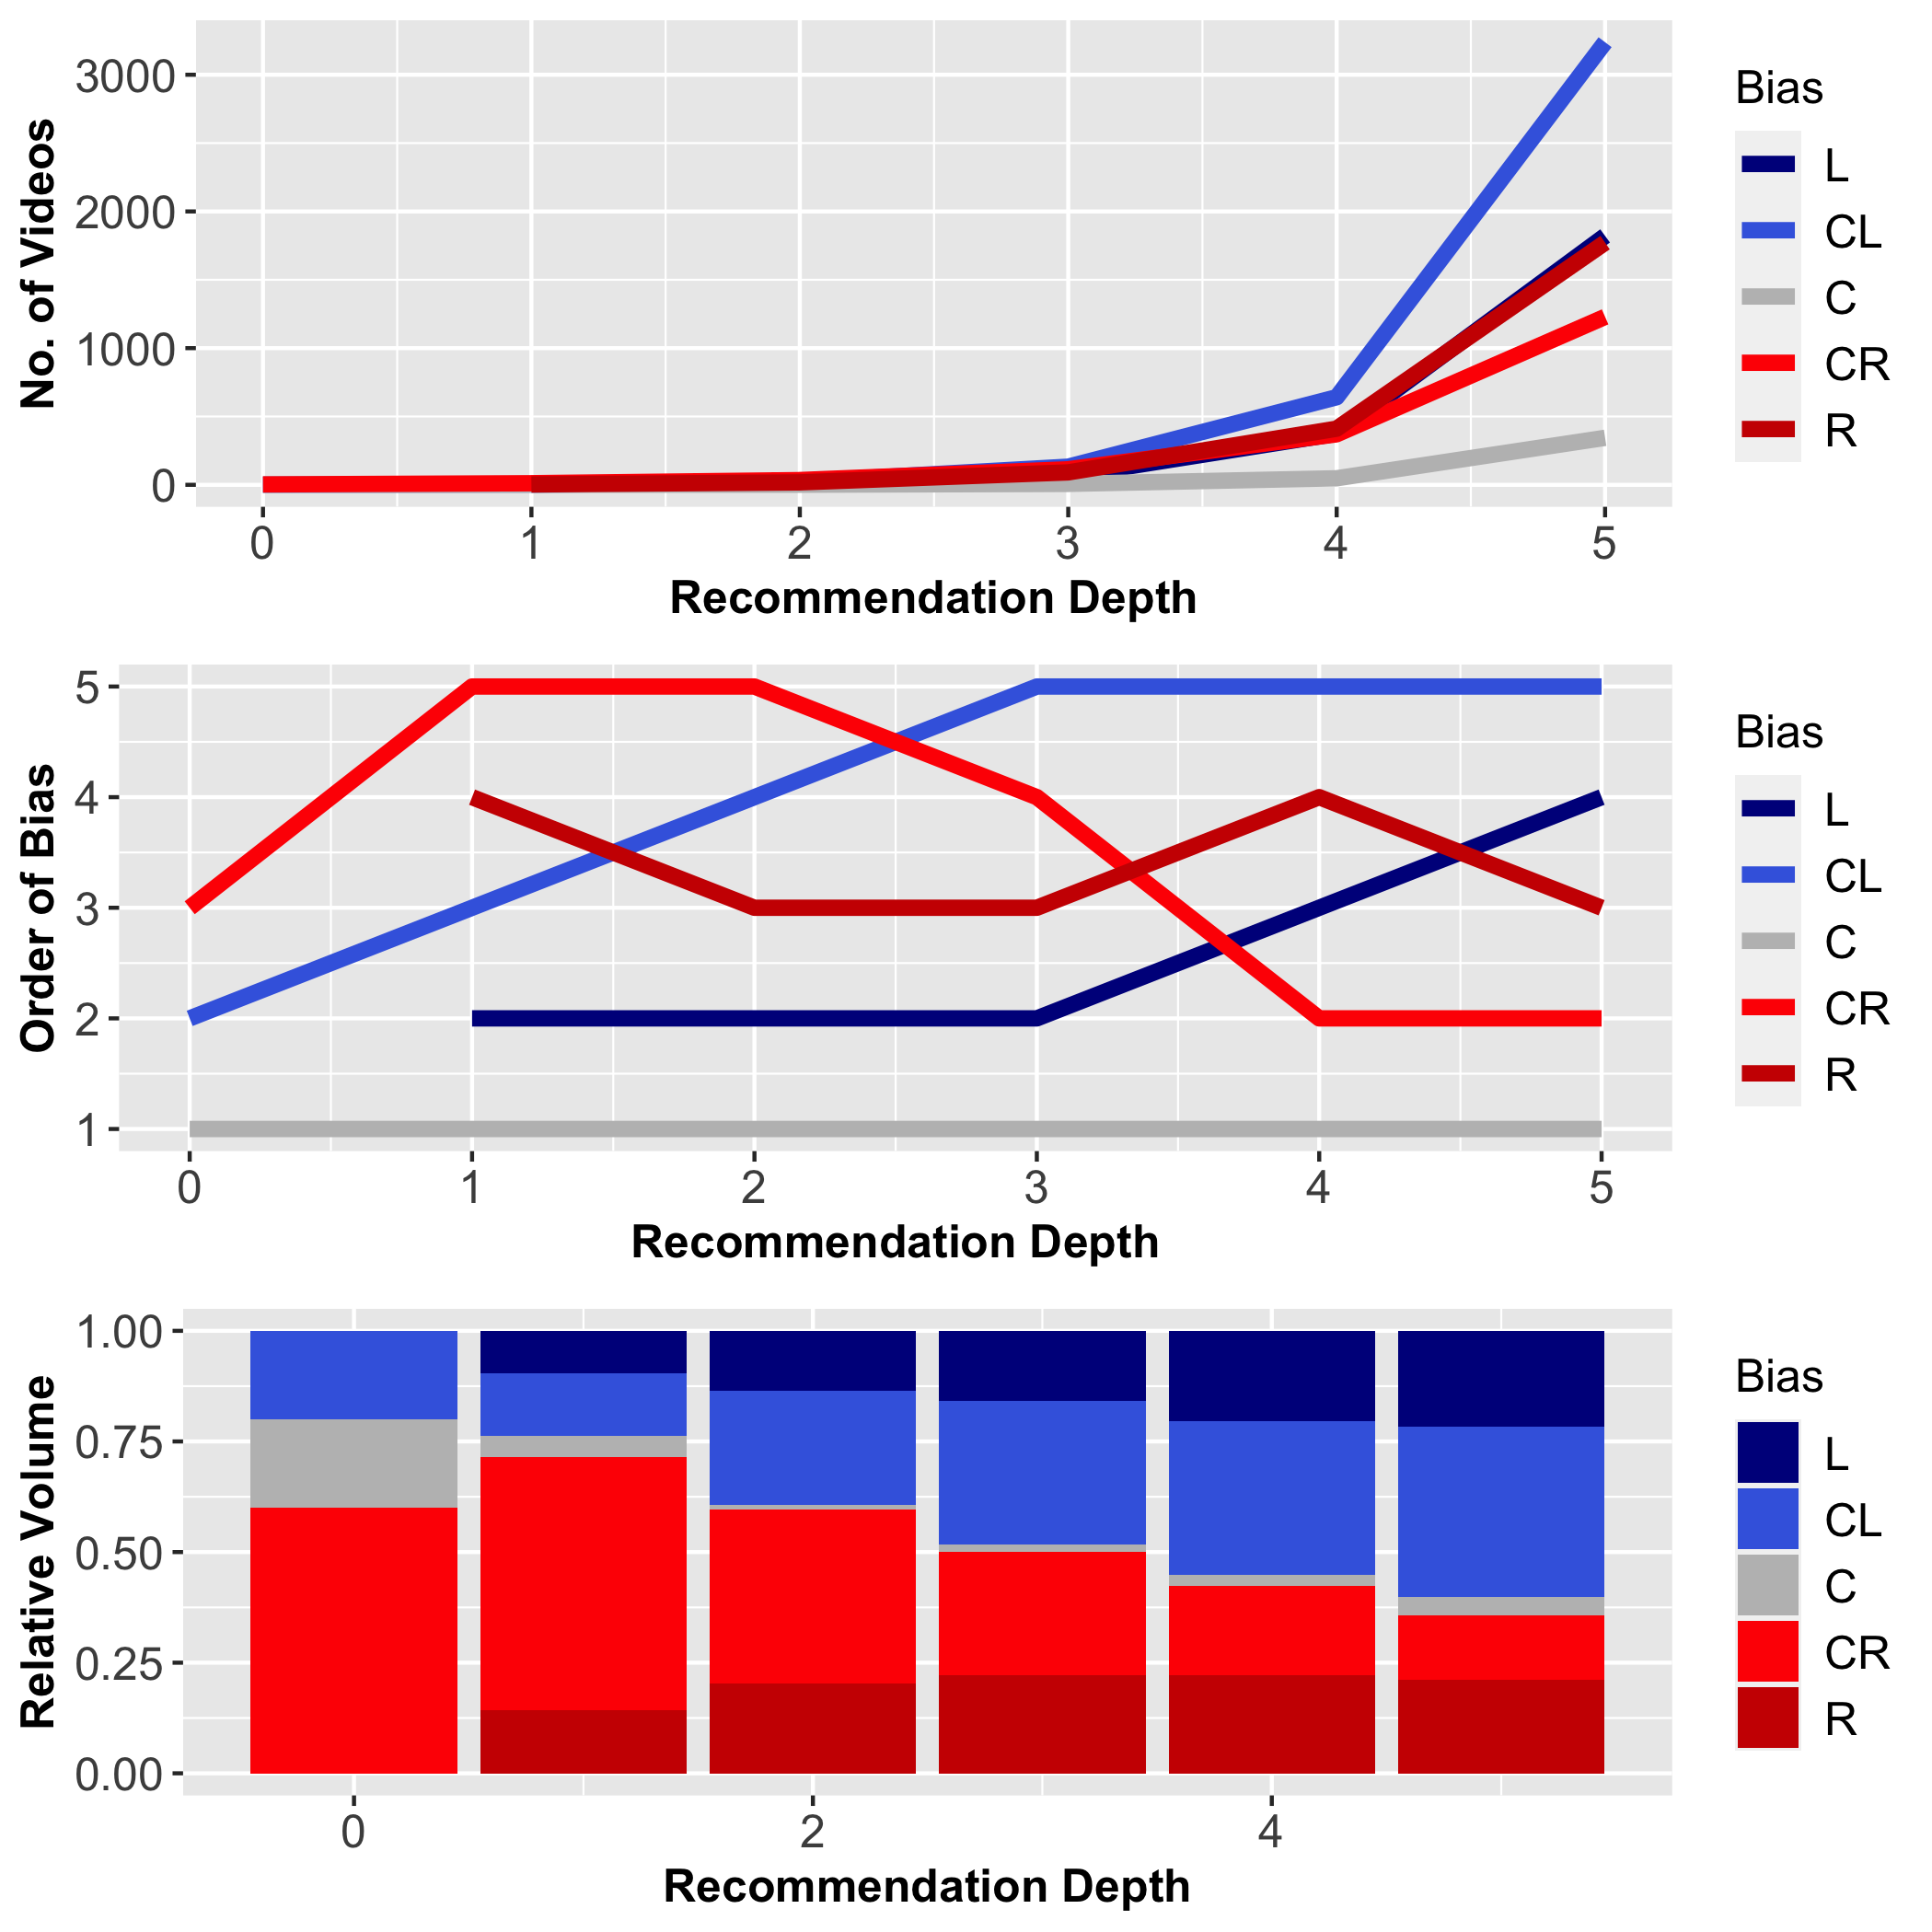 Bias
L
CL
C
CR
R
No. of Videos
3000
2000
1000
0
0 1 2 3 4 5
Recommendation Depth
Bias
L
CL
C
CR
R
Order of Bias
5
4
3
2
1
0 1 2 3 4 5
Recommendation Depth
Bias
L
CL
C
CR
R
Relative Volume
1.00
0.75
0.50
0.25
0.00
0 2 4
Recommendation Depth